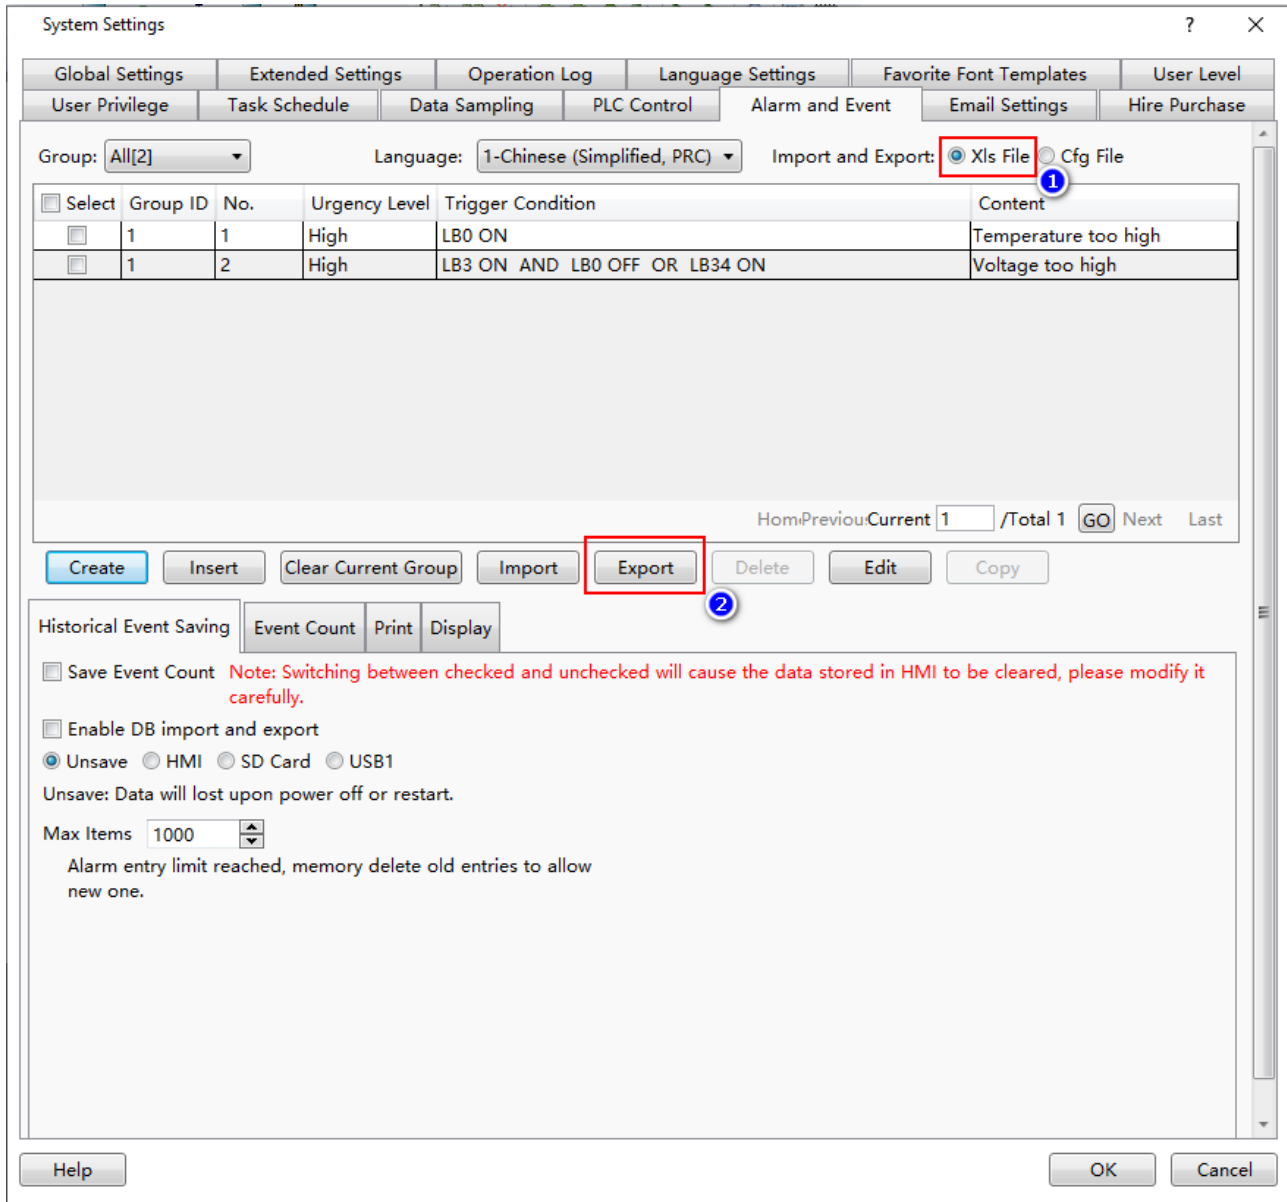 System Settings ?
Global Settings Extended Settings Operation Log Language Settings Favorite Font Templates User Level
User Privilege Task Schedule Data Sampling PLC Control Alarm and Event Email Settings Hire Purchase
Group: All[2] Language: 1-Chinese (Simplified, PRC) Import and Export: Xls File Cfg File
1
Select Group ID No. Urgency Level Trigger Condition Content
1 1 High LB0 ON Temperature too high
1 2 High LB3 ON AND LB0 OFF OR LB34 ON Voltage too high
Hom Previou Current 1 /Total 1 GO Next Last
Create Insert Clear Current Group Import Export Delete Edit Copy
2
Historical Event Saving Event Count Print Display
Save Event Count Note: Switching between checked and unchecked will cause the data stored in HMI to be cleared, please modify it
carefully.
Enable DB import and export
Unsave HMI SD Card USB1
Unsave: Data will lost upon power off or restart.
Max Items 1000
Alarm entry limit reached, memory delete old entries to allow
new one.
Help OK Cancel